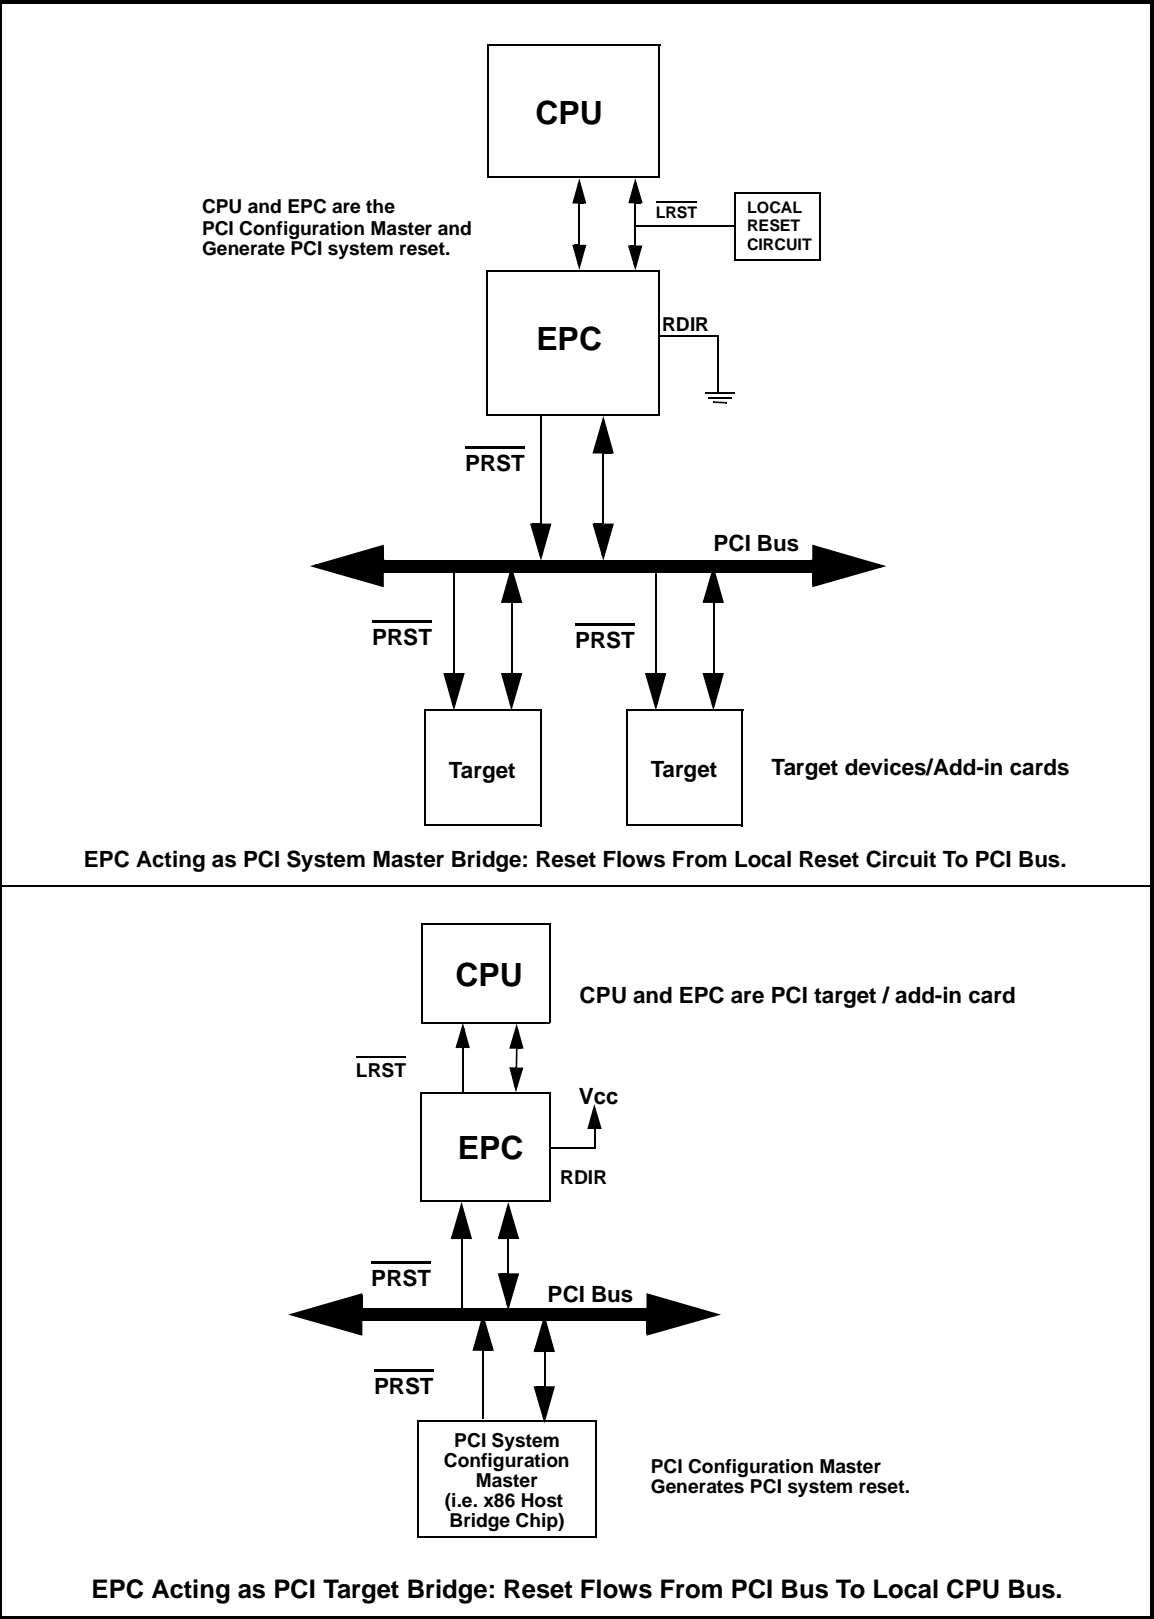 CPU
CPU and EPC are the
PCI Configuration Master and
Generate PCI system reset.
LRST
LOCAL
RESET
CIRCUIT
EPC
RDIR
PRST
PCI Bus
PRST
PRST
Target
Target
Target devices/Add-in cards
EPC Acting as PCI System Master Bridge: Reset Flows From Local Reset Circuit To PCI Bus.
CPU
CPU and EPC are PCI target / add-in card
LRST
Vcc
EPC
RDIR
PRST
PCI Bus
PRST
PCI System
Configuration
Master
(i.e. x86 Host
Bridge Chip)
PCI Configuration Master
Generates PCI system reset.
EPC Acting as PCI Target Bridge: Reset Flows From PCI Bus To Local CPU Bus.